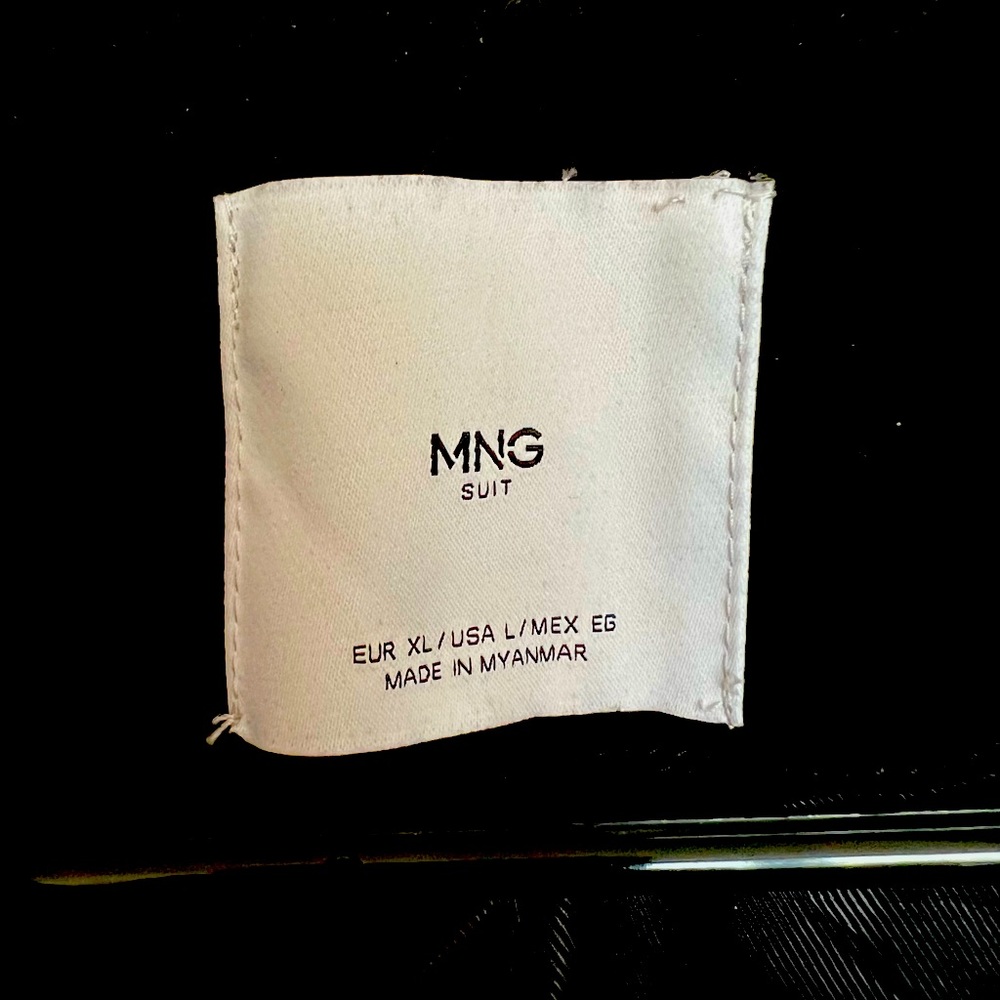 MNG
SUIT
EUR XL/USA L/MEX EG
MADE IN MYANMAR